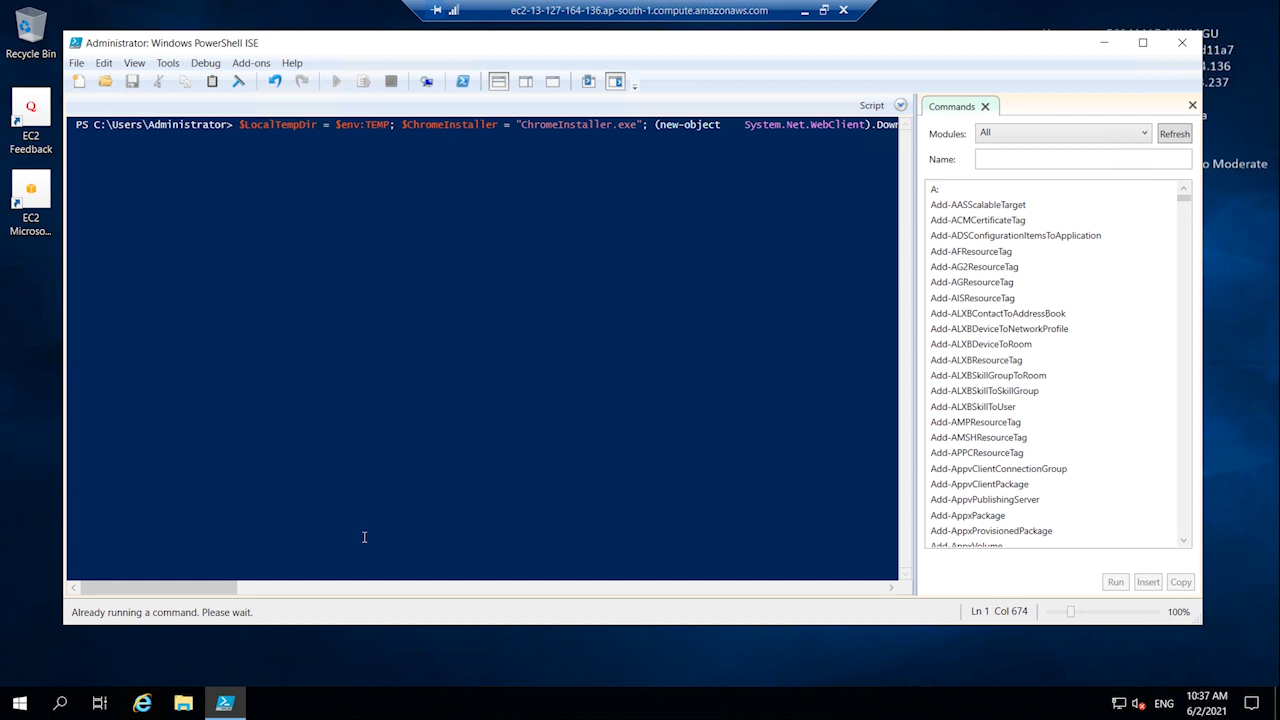 ec2-13-127-164-136.ap-south-1.compute.amazonaws.com
Recycle Bin
EC2
Feedback
EC2
Microso...
d11a7
4.136
.237
o Moderate
Administrator: Windows PowerShell ISE
File Edit View Tools Debug Add-ons Help
Script
PS C:\Users\Administrator> $LocalTempDir = $env:TEMP; $ChromeInstaller = "ChromeInstaller.exe"; (new-object    System.Net.WebClient).Down
Commands
Modules: All Refresh
Name:
A:
Add-AASScalableTarget
Add-ACMCertificateTag
Add-ADSConfigurationItemsToApplication
Add-AFResourceTag
Add-AG2ResourceTag
Add-AGResourceTag
Add-AISResourceTag
Add-ALXBContactToAddressBook
Add-ALXBDeviceToNetworkProfile
Add-ALXBDeviceToRoom
Add-ALXBResourceTag
Add-ALXBSkillGroupToRoom
Add-ALXBSkillToSkillGroup
Add-ALXBSkillToUser
Add-AMPResourceTag
Add-AMSHResourceTag
Add-APPCResourceTag
Add-AppvClientConnectionGroup
Add-AppvClientPackage
Add-AppvPublishingServer
Add-AppxPackage
Add-AppxProvisionedPackage
Add-AppxVolume
Run Insert Copy
Already running a command. Please wait.
Ln 1 Col 674
100%
ENG
10:37 AM
6/2/2021